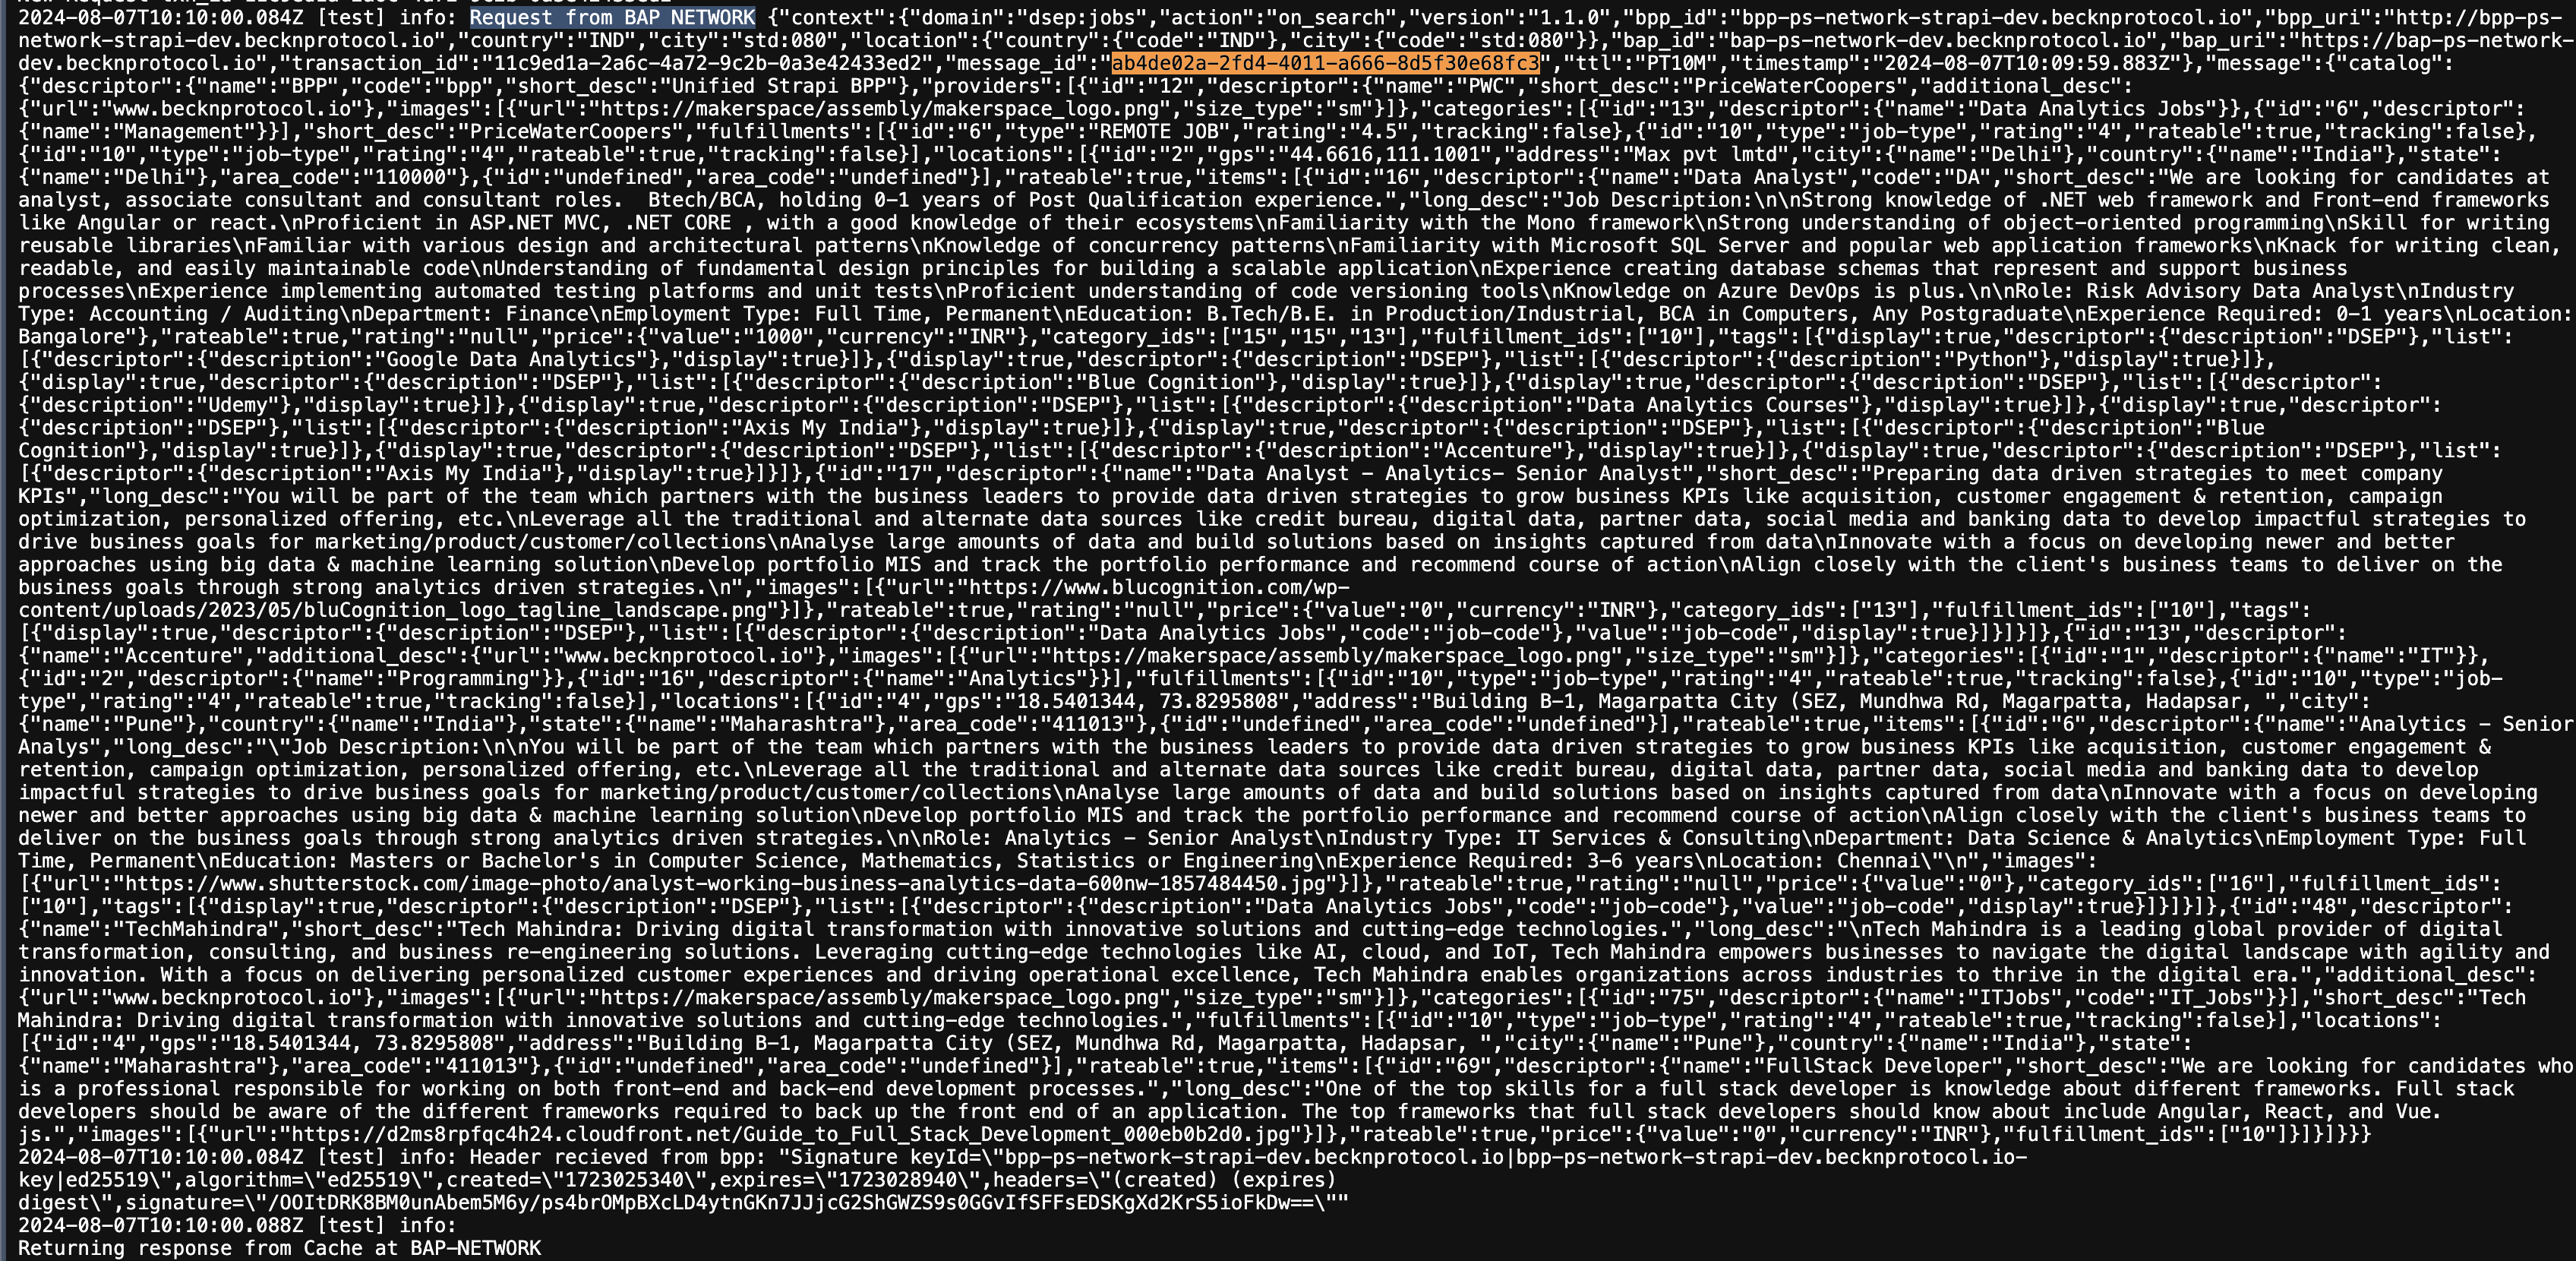 2024-08-07T10:10:00.084Z [test] info: Request from BAP NETWORK {"context":{"domain":"dsep:jobs","action":"on_search","version":"1.1.0","bpp_id":"bpp-ps-network-strapi-dev.becknprotocol.io","bpp_uri":"http://bpp-ps-
network-strapi-dev.becknprotocol.io","country":"IND","city":"std:080","location":{"country":{"code":"IND"},"city":{"code":"std:080"}},"bap_id":"bap-ps-network-dev.becknprotocol.io","bap_uri":"https://bap-ps-network-
dev.becknprotocol.io","transaction_id":"11c9ed1a-2a6c-4a72-9c2b-0a3e42433ed2","message_id":"ab4de02a-2fd4-4011-a666-8d5f30e68fc3","ttl":"PT10M","timestamp":"2024-08-07T10:09:59.883Z"},"message":{"catalog":
{"descriptor":{"name":"BPP","code":"bpp","short_desc":"Unified Strapi BPP"},"providers":[{"id":"12","descriptor":{"name":"PWC","short_desc":"PriceWaterCoopers","additional_desc":
{"url":"www.becknprotocol.io"},"images":[{"url":"https://makerspace/assembly/makerspace_logo.png","size_type":"sm"}]},"categories":[{"id":"13","descriptor":{"name":"Data Analytics Jobs"}},{"id":"6","descriptor":
{"name":"Management"}}],"short_desc":"PriceWaterCoopers","fulfillments":[{"id":"6","type":"REMOTE JOB","rating":"4.5","tracking":false},{"id":"10","type":"job-type","rating":"4","rateable":true,"tracking":false},
{"id":"10","type":"job-type","rating":"4","rateable":true,"tracking":false}],"locations":[{"id":"2","gps":"44.6616,111.1001","address":"Max pvt lmtd","city":{"name":"Delhi"},"country":{"name":"India"},"state":
{"name":"Delhi"},"area_code":"110000"},{"id":"undefined","area_code":"undefined"}],"rateable":true,"items":[{"id":"16","descriptor":{"name":"Data Analyst","code":"DA","short_desc":"We are looking for candidates at
analyst, associate consultant and consultant roles.  Btech/BCA, holding 0-1 years of Post Qualification experience.","long_desc":"Job Description:\n\nStrong knowledge of .NET web framework and Front-end frameworks
like Angular or react.\nProficient in ASP.NET MVC, .NET CORE , with a good knowledge of their ecosystems\nFamiliarity with the Mono framework\nStrong understanding of object-oriented programming\nSkill for writing
reusable libraries\nFamiliar with various design and architectural patterns\nKnowledge of concurrency patterns\nFamiliarity with Microsoft SQL Server and popular web application frameworks\nKnack for writing clean,
readable, and easily maintainable code\nUnderstanding of fundamental design principles for building a scalable application\nExperience creating database schemas that represent and support business
processes\nExperience implementing automated testing platforms and unit tests\nProficient understanding of code versioning tools\nKnowledge on Azure DevOps is plus.\n\nRole: Risk Advisory Data Analyst\nIndustry
Type: Accounting / Auditing\nDepartment: Finance\nEmployment Type: Full Time, Permanent\nEducation: B.Tech/B.E. in Production/Industrial, BCA in Computers, Any Postgraduate\nExperience Required: 0-1 years\nLocation:
Bangalore"},"rateable":true,"rating":"null","price":{"value":"1000","currency":"INR"},"category_ids":["15","15","13"],"fulfillment_ids":["10"],"tags":[{"display":true,"descriptor":{"description":"DSEP"},"list":
[{"descriptor":{"description":"Google Data Analytics"},"display":true}]},{"display":true,"descriptor":{"description":"DSEP"},"list":[{"descriptor":{"description":"Python"},"display":true}]},
{"display":true,"descriptor":{"description":"DSEP"},"list":[{"descriptor":{"description":"Blue Cognition"},"display":true}]},{"display":true,"descriptor":{"description":"DSEP"},"list":[{"descriptor":
{"description":"Udemy"},"display":true}]},{"display":true,"descriptor":{"description":"DSEP"},"list":[{"descriptor":{"description":"Data Analytics Courses"},"display":true}]},{"display":true,"descriptor":
{"description":"DSEP"},"list":[{"descriptor":{"description":"Axis My India"},"display":true}]},{"display":true,"descriptor":{"description":"DSEP"},"list":[{"descriptor":{"description":"Blue
Cognition"},"display":true}]},{"display":true,"descriptor":{"description":"DSEP"},"list":[{"descriptor":{"description":"Accenture"},"display":true}]},{"display":true,"descriptor":{"description":"DSEP"},"list":
[{"descriptor":{"description":"Axis My India"},"display":true}]}]},{"id":"17","descriptor":{"name":"Data Analyst – Analytics– Senior Analyst","short_desc":"Preparing data driven strategies to meet company
KPIs","long_desc":"You will be part of the team which partners with the business leaders to provide data driven strategies to grow business KPIs like acquisition, customer engagement & retention, campaign
optimization, personalized offering, etc.\nLeverage all the traditional and alternate data sources like credit bureau, digital data, partner data, social media and banking data to develop impactful strategies to
drive business goals for marketing/product/customer/collections\nAnalyse large amounts of data and build solutions based on insights captured from data\nInnovate with a focus on developing newer and better
approaches using big data & machine learning solution\nDevelop portfolio MIS and track the portfolio performance and recommend course of action\nAlign closely with the client's business teams to deliver on the
business goals through strong analytics driven strategies.\n","images":[{"url":"https://www.blucognition.com/wp-
content/uploads/2023/05/bluCognition_logo_tagline_landscape.png"}]},"rateable":true,"rating":"null","price":{"value":"0","currency":"INR"},"category_ids":["13"],"fulfillment_ids":["10"],"tags":
[{"display":true,"descriptor":{"description":"DSEP"},"list":[{"descriptor":{"description":"Data Analytics Jobs","code":"job-code"},"value":"job-code","display":true}]}]}]},{"id":"13","descriptor":
{"name":"Accenture","additional_desc":{"url":"www.becknprotocol.io"},"images":[{"url":"https://makerspace/assembly/makerspace_logo.png","size_type":"sm"}]},"categories":[{"id":"1","descriptor":{"name":"IT"}},
{"id":"2","descriptor":{"name":"Programming"}},{"id":"16","descriptor":{"name":"Analytics"}}],"fulfillments":[{"id":"10","type":"job-type","rating":"4","rateable":true,"tracking":false},{"id":"10","type":"job-
type","rating":"4","rateable":true,"tracking":false}],"locations":[{"id":"4","gps":"18.5401344, 73.8295808","address":"Building B-1, Magarpatta City (SEZ, Mundhwa Rd, Magarpatta, Hadapsar, ","city":
{"name":"Pune"},"country":{"name":"India"},"state":{"name":"Maharashtra"},"area_code":"411013"},{"id":"undefined","area_code":"undefined"}],"rateable":true,"items":[{"id":"6","descriptor":{"name":"Analytics – Senior
Analys","long_desc":"\"Job Description:\n\nYou will be part of the team which partners with the business leaders to provide data driven strategies to grow business KPIs like acquisition, customer engagement &
retention, campaign optimization, personalized offering, etc.\nLeverage all the traditional and alternate data sources like credit bureau, digital data, partner data, social media and banking data to develop
impactful strategies to drive business goals for marketing/product/customer/collections\nAnalyse large amounts of data and build solutions based on insights captured from data\nInnovate with a focus on developing
newer and better approaches using big data & machine learning solution\nDevelop portfolio MIS and track the portfolio performance and recommend course of action\nAlign closely with the client's business teams to
deliver on the business goals through strong analytics driven strategies.\n\nRole: Analytics – Senior Analyst\nIndustry Type: IT Services & Consulting\nDepartment: Data Science & Analytics\nEmployment Type: Full
Time, Permanent\nEducation: Masters or Bachelor's in Computer Science, Mathematics, Statistics or Engineering\nExperience Required: 3-6 years\nLocation: Chennai\"\n","images":
[{"url":"https://www.shutterstock.com/image-photo/analyst-working-business-analytics-data-600nw-1857484450.jpg"}]},"rateable":true,"rating":"null","price":{"value":"0"},"category_ids":["16"],"fulfillment_ids":
["10"],"tags":[{"display":true,"descriptor":{"description":"DSEP"},"list":[{"descriptor":{"description":"Data Analytics Jobs","code":"job-code"},"value":"job-code","display":true}]}]}]},{"id":"48","descriptor":
{"name":"TechMahindra","short_desc":"Tech Mahindra: Driving digital transformation with innovative solutions and cutting-edge technologies.","long_desc":"\nTech Mahindra is a leading global provider of digital
transformation, consulting, and business re-engineering solutions. Leveraging cutting-edge technologies like AI, cloud, and IoT, Tech Mahindra empowers businesses to navigate the digital landscape with agility and
innovation. With a focus on delivering personalized customer experiences and driving operational excellence, Tech Mahindra enables organizations across industries to thrive in the digital era.","additional_desc":
{"url":"www.becknprotocol.io"},"images":[{"url":"https://makerspace/assembly/makerspace_logo.png","size_type":"sm"}]},"categories":[{"id":"75","descriptor":{"name":"ITJobs","code":"IT_Jobs"}}],"short_desc":"Tech
Mahindra: Driving digital transformation with innovative solutions and cutting-edge technologies.","fulfillments":[{"id":"10","type":"job-type","rating":"4","rateable":true,"tracking":false}],"locations":
[{"id":"4","gps":"18.5401344, 73.8295808","address":"Building B-1, Magarpatta City (SEZ, Mundhwa Rd, Magarpatta, Hadapsar, ","city":{"name":"Pune"},"country":{"name":"India"},"state":
{"name":"Maharashtra"},"area_code":"411013"},{"id":"undefined","area_code":"undefined"}],"rateable":true,"items":[{"id":"69","descriptor":{"name":"FullStack Developer","short_desc":"We are looking for candidates who
is a professional responsible for working on both front-end and back-end development processes.","long_desc":"One of the top skills for a full stack developer is knowledge about different frameworks. Full stack
developers should be aware of the different frameworks required to back up the front end of an application. The top frameworks that full stack developers should know about include Angular, React, and Vue.
js.","images":[{"url":"https://d2ms8rpfqc4h24.cloudfront.net/Guide_to_Full_Stack_Development_000eb0b2d0.jpg"}]},"rateable":true,"price":{"value":"0","currency":"INR"},"fulfillment_ids":["10"]}]}]}}}
2024-08-07T10:10:00.084Z [test] info: Header recieved from bpp: "Signature keyId=\"bpp-ps-network-strapi-dev.becknprotocol.io|bpp-ps-network-strapi-dev.becknprotocol.io-
key|ed25519\",algorithm=\"ed25519\",created=\"1723025340\",expires=\"1723028940\",headers=\"(created) (expires)
digest\",signature=\"/OOItDRK8BM0unAbem5M6y/ps4brOMpBXcLD4ytnGKn7JJjcG2ShGWZS9s0GGvIfSFFsEDSKgXd2KrS5ioFkDw==\""
2024-08-07T10:10:00.088Z [test] info:
Returning response from Cache at BAP-NETWORK